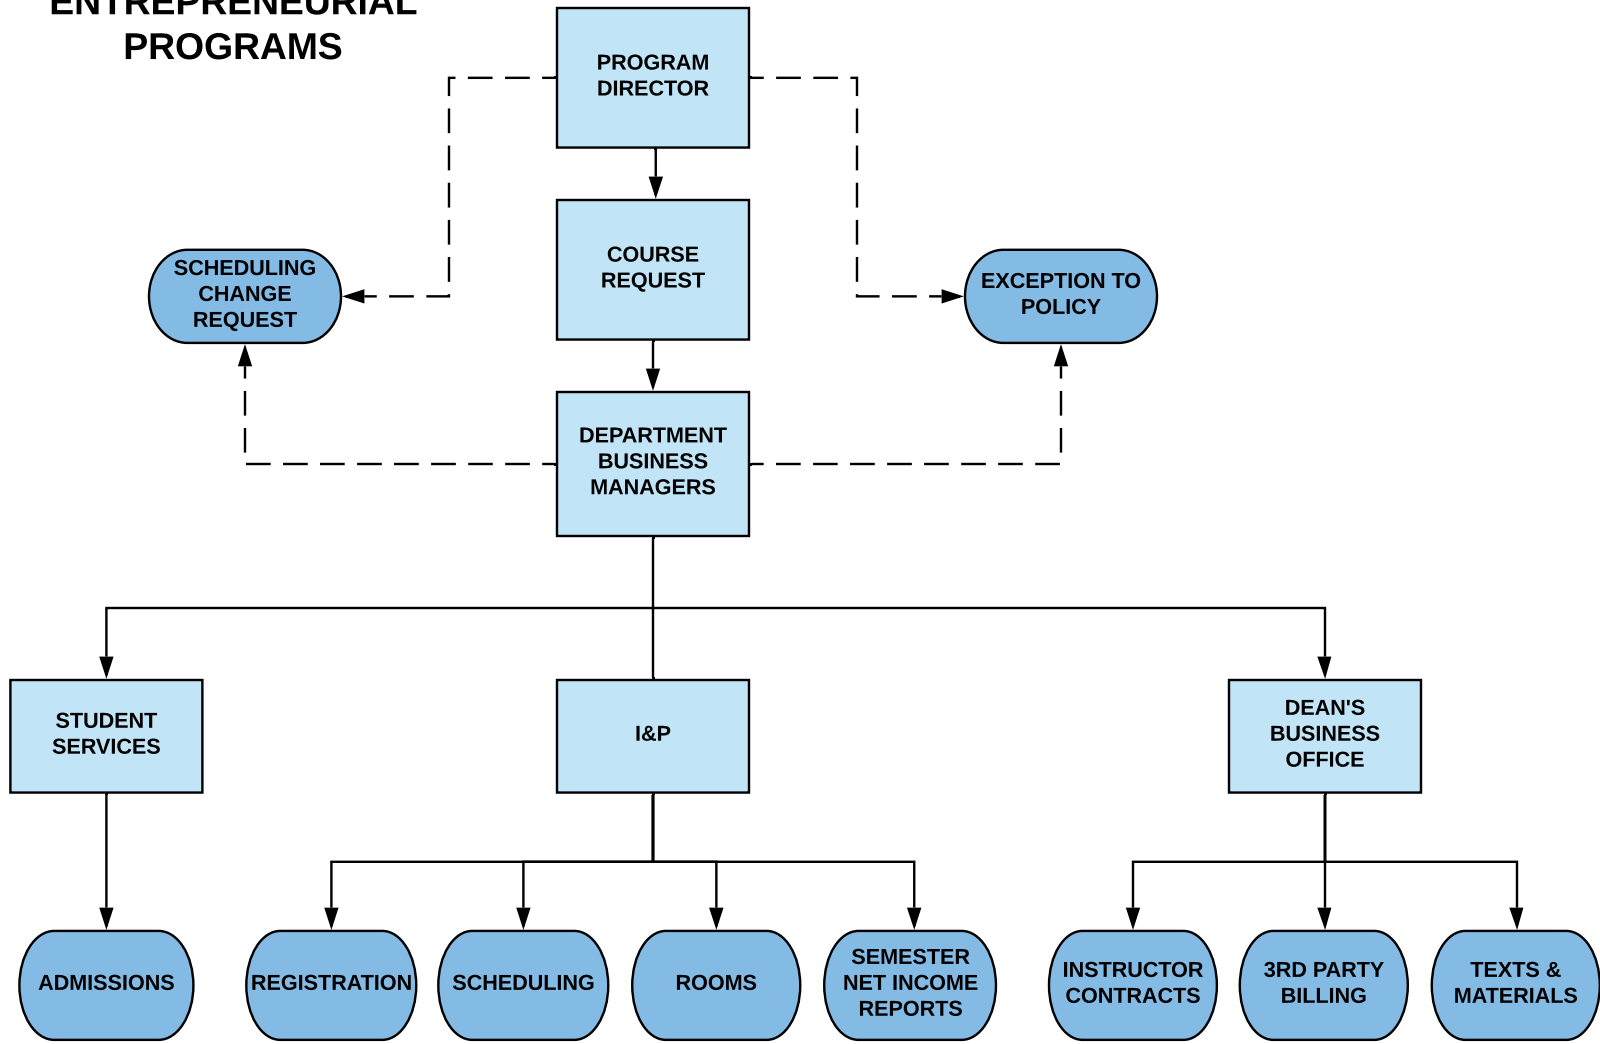 ENTREPRENEURIAL
PROGRAMS
PROGRAM
DIRECTOR
COURSE
REQUEST
SCHEDULING
CHANGE
REQUEST
EXCEPTION TO
POLICY
DEPARTMENT
BUSINESS
MANAGERS
STUDENT
SERVICES
I&P
DEAN'S
BUSINESS
OFFICE
ADMISSIONS
REGISTRATION
SCHEDULING
ROOMS
SEMESTER
NET INCOME
REPORTS
INSTRUCTOR
CONTRACTS
3RD PARTY
BILLING
TEXTS &
MATERIALS